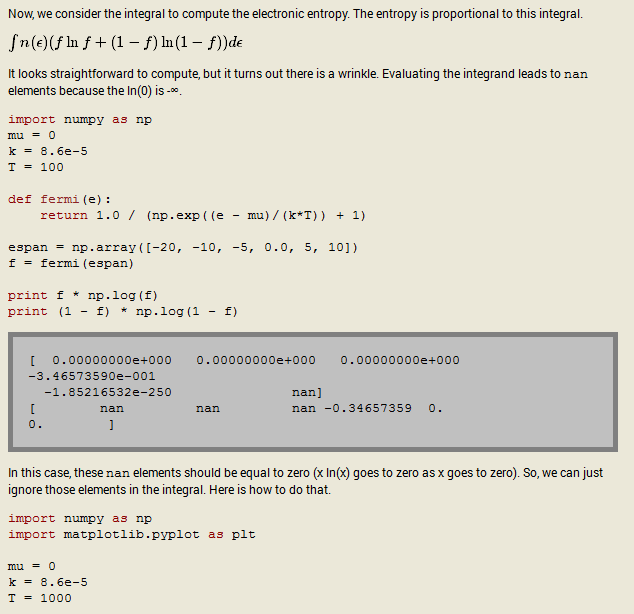 Now, we consider the integral to compute the electronic entropy. The entropy is proportional to this integral.
∫ n(ϵ)(f ln f + (1 − f) ln(1 − f))dϵ
It looks straightforward to compute, but it turns out there is a wrinkle. Evaluating the integrand leads to nan
elements because the ln(0) is -∞.
import numpy as np
mu = 0
k = 8.6e-5
T = 100
def fermi(e):
    return 1.0 / (np.exp((e - mu)/(k*T)) + 1)
espan = np.array([-20, -10, -5, 0.0, 5, 10])
f = fermi(espan)
print f * np.log(f)
print (1 - f) * np.log(1 - f)
[  0.00000000e+000   0.00000000e+000   0.00000000e+000
-3.46573590e-001
  -1.85216532e-250               nan]
[        nan         nan         nan -0.34657359  0.
0.        ]
In this case, these nan elements should be equal to zero (x ln(x) goes to zero as x goes to zero). So, we can just
ignore those elements in the integral. Here is how to do that.
import numpy as np
import matplotlib.pyplot as plt
mu = 0
k = 8.6e-5
T = 1000